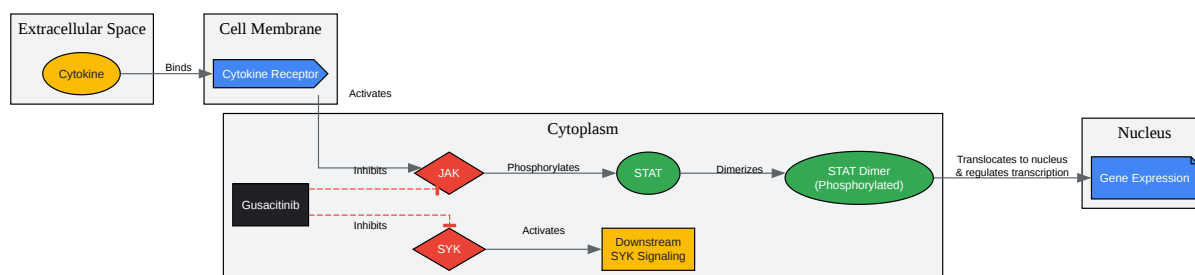 Extracellular Space
Cytokine
Binds
Cell Membrane
Cytokine Receptor
Activates
Cytoplasm
Inhibits
JAK
Phosphorylates
STAT
Dimerizes
STAT Dimer
(Phosphorylated)
Gusacitinib
Inhibits
SYK
Activates
Downstream
SYK Signaling
Translocates to nucleus
& regulates transcription
Nucleus
Gene Expression